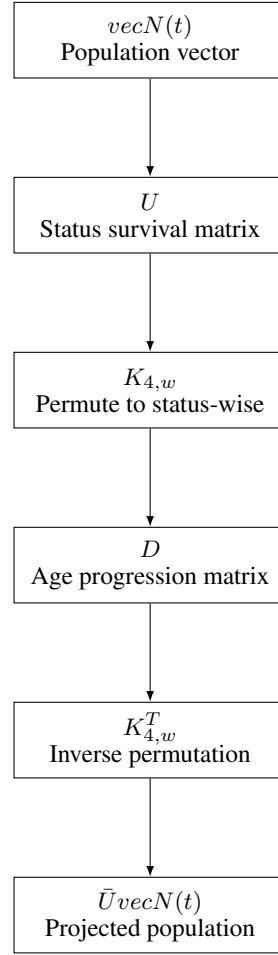 vecN(t)
Population vector
U
Status survival matrix
K_{4,w}
Permute to status-wise
D
Age progression matrix
K_{4,w}^T
Inverse permutation
ŪvecN(t)
Projected population